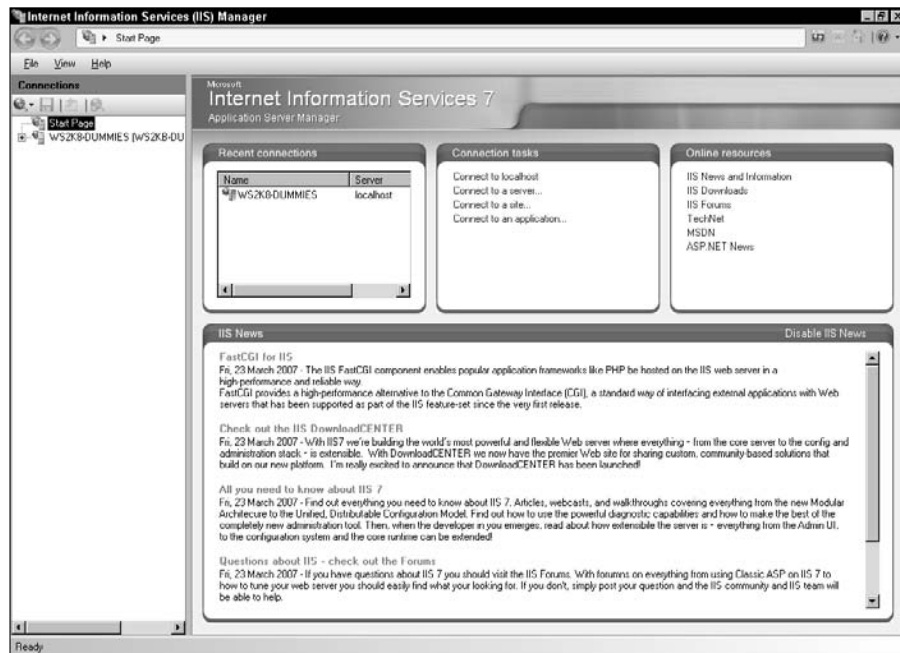 Internet Information Services (IIS) Manager
Start Page
File View Help
Connections
Start Page
WS2K8-DUMMIES (WS2K8-DU
Microsoft
Internet Information Services 7
Application Server Manager
Recent connections
Name Server
WS2K8-DUMMIES localhost
Connection tasks
Connect to localhost
Connect to a server...
Connect to a site...
Connect to an application...
Online resources
IIS News and Information
IIS Downloads
IIS Forums
TechNet
MSDN
ASP.NET News
IIS News Disable IIS News
FastCGI for IIS
Fri, 23 March 2007 - The IIS FastCGI component enables popular application frameworks like PHP be hosted on the IIS web server in a
high-performance and reliable way.
FastCGI provides a high-performance alternative to the Common Gateway Interface (CGI), a standard way of interfacing external applications with Web
servers that has been supported as part of the IIS feature-set since the very first release.
Check out the IIS DownloadCENTER
Fri, 23 March 2007 - With IIS7 we're building the world's most powerful and flexible Web server where everything - from the core server to the config and
administration stack - is extensible. With DownloadCENTER we now have the premier Web site for sharing custom, community-based solutions that
build on our new platform. I'm really excited to announce that DownloadCENTER has been launched!
All you need to know about IIS 7
Fri, 23 March 2007 - Find out everything you need to know about IIS 7. Articles, webcasts, and walkthroughs covering everything from the new Modular
Architecure to the Unified, Distributable Configuration Model. Find out how to use the powerful diagnostic capabilities and how to make the best of the
completely new administration tool. Then, when the developer in you emerges, read about how extensible the server is - everything from the Admin UI,
to the configuration system and the core runtime can be extended!
Questions about IIS - check out the Forums
Fri, 23 March 2007 - If you have questions about IIS 7 you should visit the IIS Forums. With forums on everything from using Classic ASP on IIS 7 to
how to tune your web server you should easily find what your looking for. If you don't, simply post your question and the IIS community and IIS team will
be able to help.
Ready